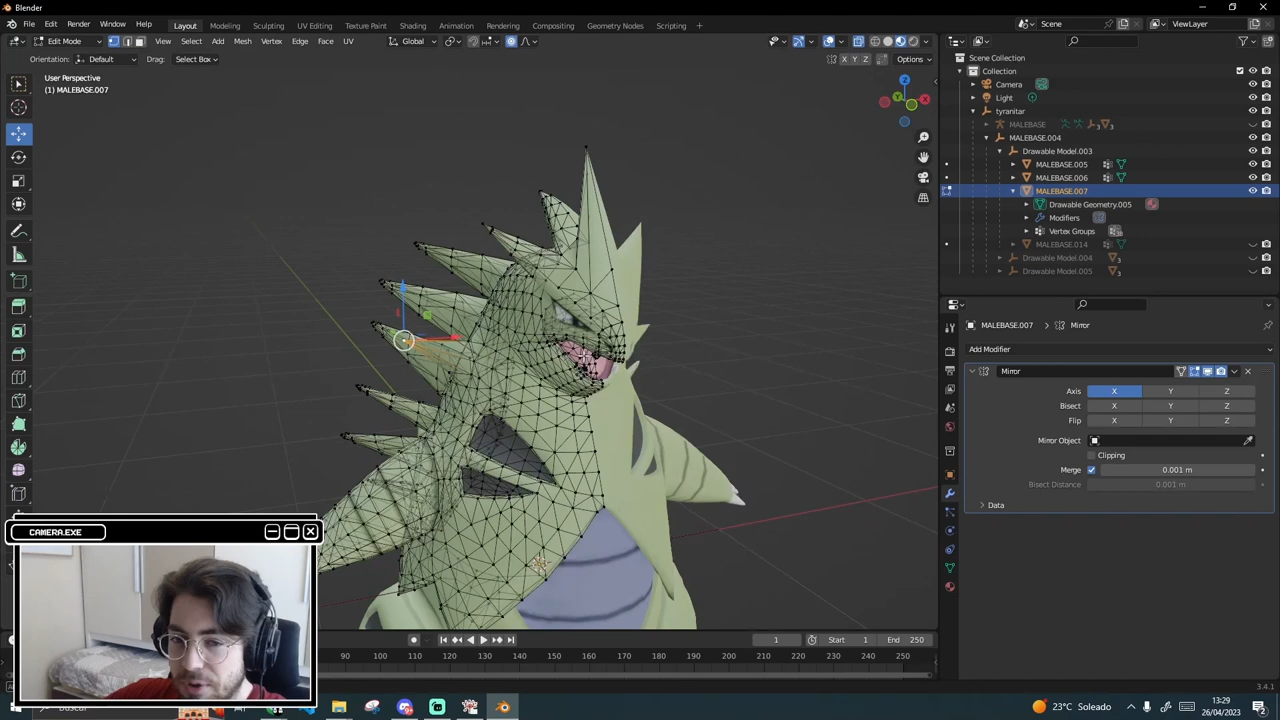 Blender
File Edit Render Window Help
Layout Modeling Sculpting UV Editing Texture Paint Shading Animation Rendering Compositing Geometry Nodes Scripting +
Scene
ViewLayer
Edit Mode View Select Add Mesh Vertex Edge Face UV
Global
Orientation: Default Drag: Select Box
X Y Z Options
User Perspective
(1) MALEBASE.007
Z
Y
X
Scene Collection
Collection
Camera
Light
tyranitar
MALEBASE
MALEBASE.004
Drawable Model.003
MALEBASE.005
MALEBASE.006
MALEBASE.007
Drawable Geometry.005
Modifiers
Vertex Groups
MALEBASE.014
Drawable Model.004
Drawable Model.005
MALEBASE.007 > Mirror
Add Modifier
Mirror
Axis X Y Z
Bisect X Y Z
Flip X Y Z
Mirror Object
Clipping
Merge 0.001 m
Bisect Distance 0.001 m
Data
CAMERA.EXE
1 Start 1 End 250
90 100 110 120 130 140 150 160 170 180 190 200 210 220 230 240 250
3.4.1
Buscar
23°C Soleado
13:29
26/04/2023